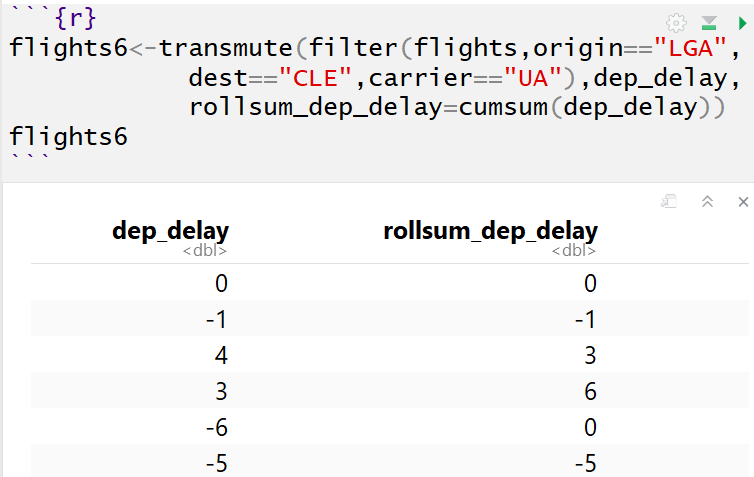 ```{r}
flights6<-transmute(filter(flights,origin=="LGA",
dest=="CLE",carrier=="UA"),dep_delay,
rollsum_dep_delay=cumsum(dep_delay))
flights6
```
dep_delay rollsum_dep_delay
<dbl> <dbl>
0 0
-1 -1
4 3
3 6
-6 0
-5 -5